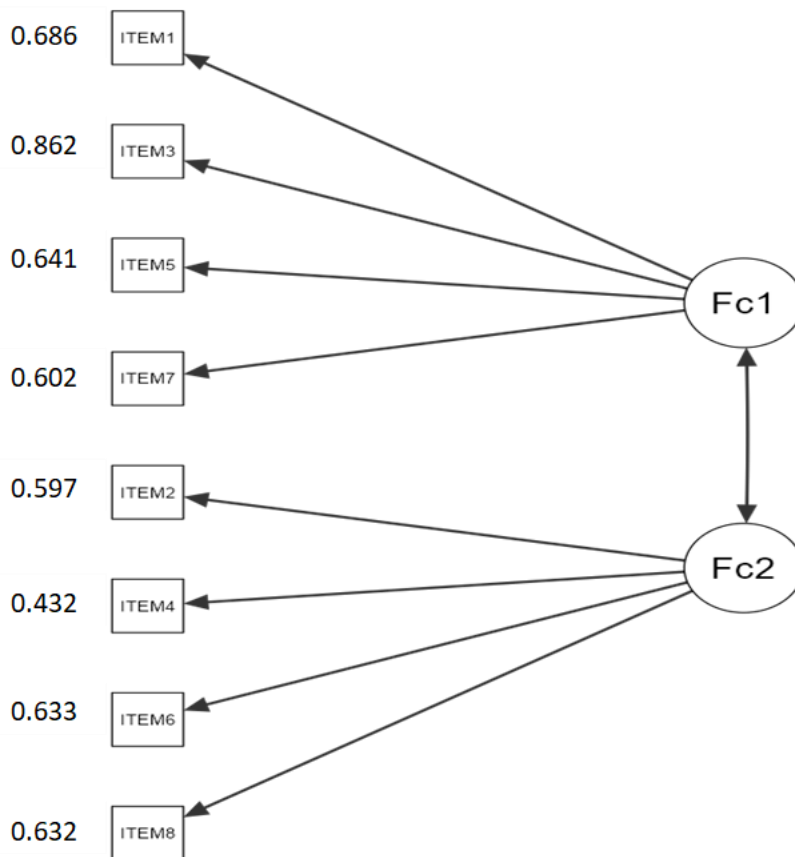 0.686 ITEM1
0.862 ITEM3
0.641 ITEM5
Fc1
0.602 ITEM7
0.597 ITEM2
Fc2
0.432 ITEM4
0.633 ITEM6
0.632 ITEM8